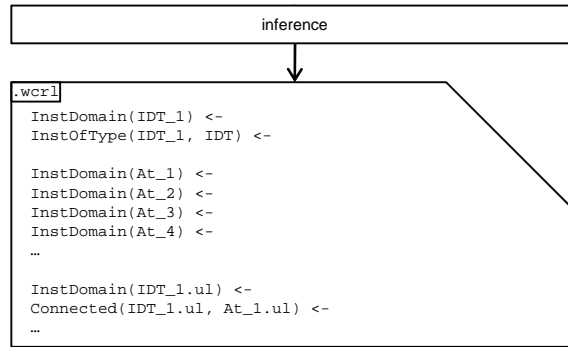 inference
.wcrl
InstDomain(IDT_1) <-
InstOfType(IDT_1, IDT) <-
InstDomain(At_1) <-
InstDomain(At_2) <-
InstDomain(At_3) <-
InstDomain(At_4) <-
…
InstDomain(IDT_1.ul) <-
Connected(IDT_1.ul, At_1.ul) <-
…